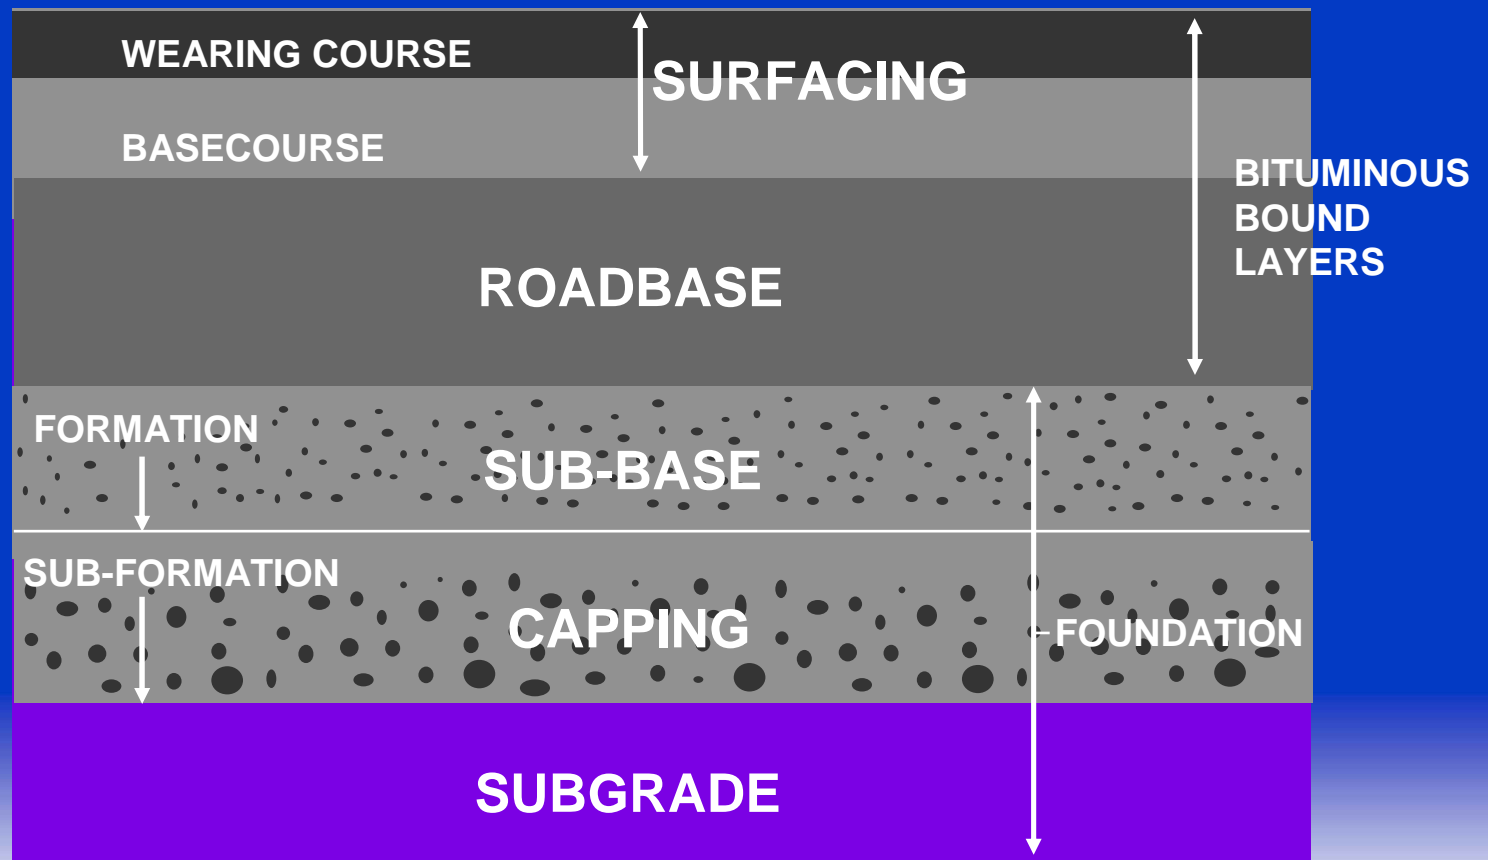 WEARING COURSE
SURFACING
BASECOURSE
BITUMINOUS
BOUND
LAYERS
ROADBASE
FORMATION
SUB-BASE
SUB-FORMATION
CAPPING
FOUNDATION
SUBGRADE